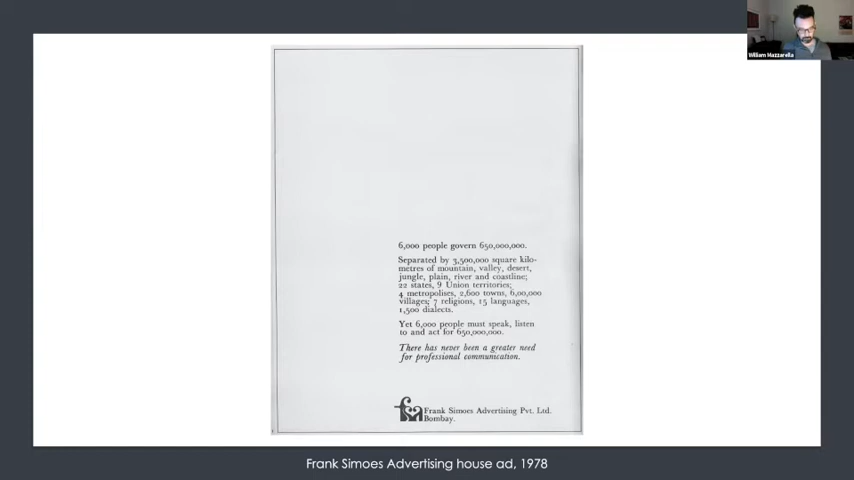 William Mazzarella
6,000 people govern 650,000,000.
Separated by 3,500,000 square kilo-
metres of mountain, valley, desert,
jungle, plain, river and coastline;
22 states, 9 Union territories;
4 metropolises, 2,600 towns, 6,00,000
villages; 7 religions, 15 languages,
1,500 dialects.
Yet 6,000 people must speak, listen
to and act for 650,000,000.
There has never been a greater need
for professional communication.
fsa Frank Simoes Advertising Pvt. Ltd.
Bombay.
Frank Simoes Advertising house ad, 1978